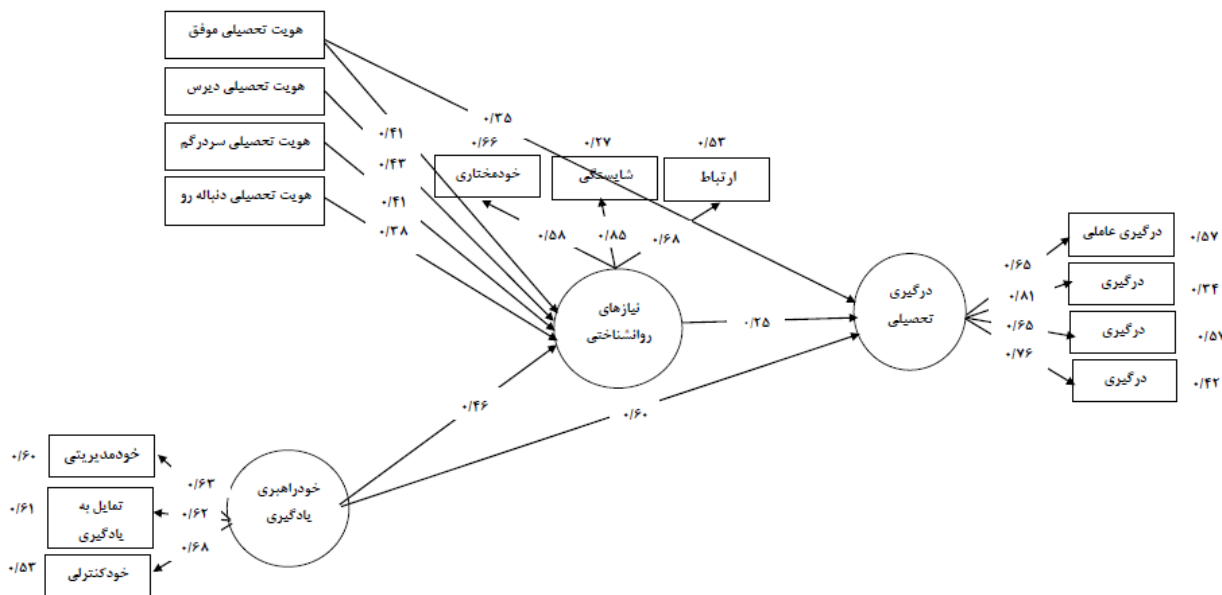 هویت تحصیلی موفق
هویت تحصیلی دیرس
هویت تحصیلی سردرگم
هویت تحصیلی دنباله رو
۰/۳۵
۰/۴۱
۰/۴۳
۰/۴۱
۰/۳۸
۰/۶۶
۰/۲۷
۰/۵۳
خودمختاری
شایستگی
ارتباط
۰/۵۸
۰/۸۵
۰/۶۸
نیازهای
روانشناختی
۰/۲۵
درگیری
تحصیلی
۰/۶۵
۰/۸۱
۰/۶۵
۰/۷۶
درگیری عاملی
۰/۵۷
درگیری
۰/۳۴
درگیری
۰/۵۷
درگیری
۰/۴۲
۰/۴۶
۰/۶۰
خودراهبری
یادگیری
۰/۶۳
۰/۶۲
۰/۶۸
خودمدیریتی
۰/۶۰
تمایل به
یادگیری
۰/۶۱
خودکنترلی
۰/۵۳